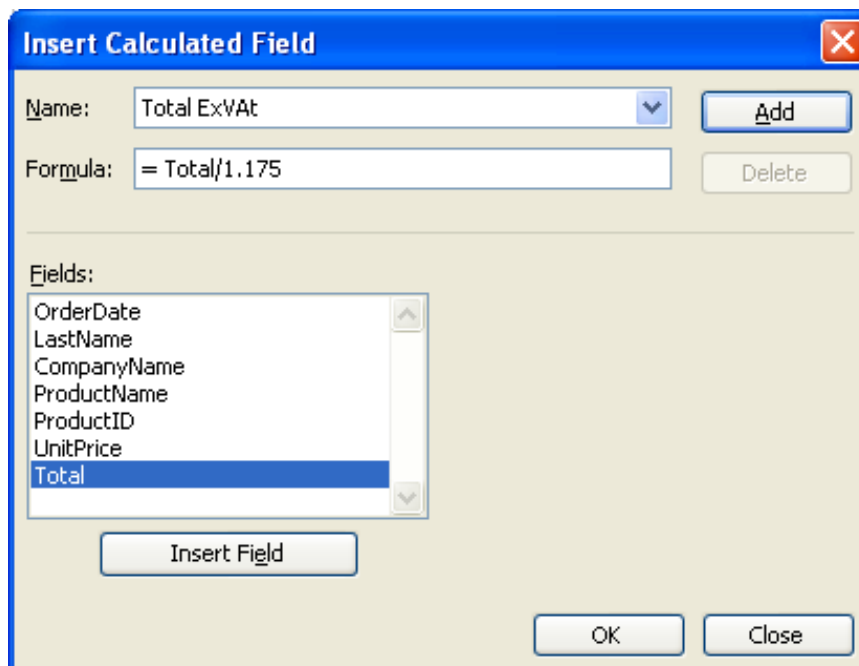 Insert Calculated Field
Name: Total ExVAt Add
Formula: = Total/1.175 Delete
Fields:
OrderDate
LastName
CompanyName
ProductName
ProductID
UnitPrice
Total
Insert Field
OK Close